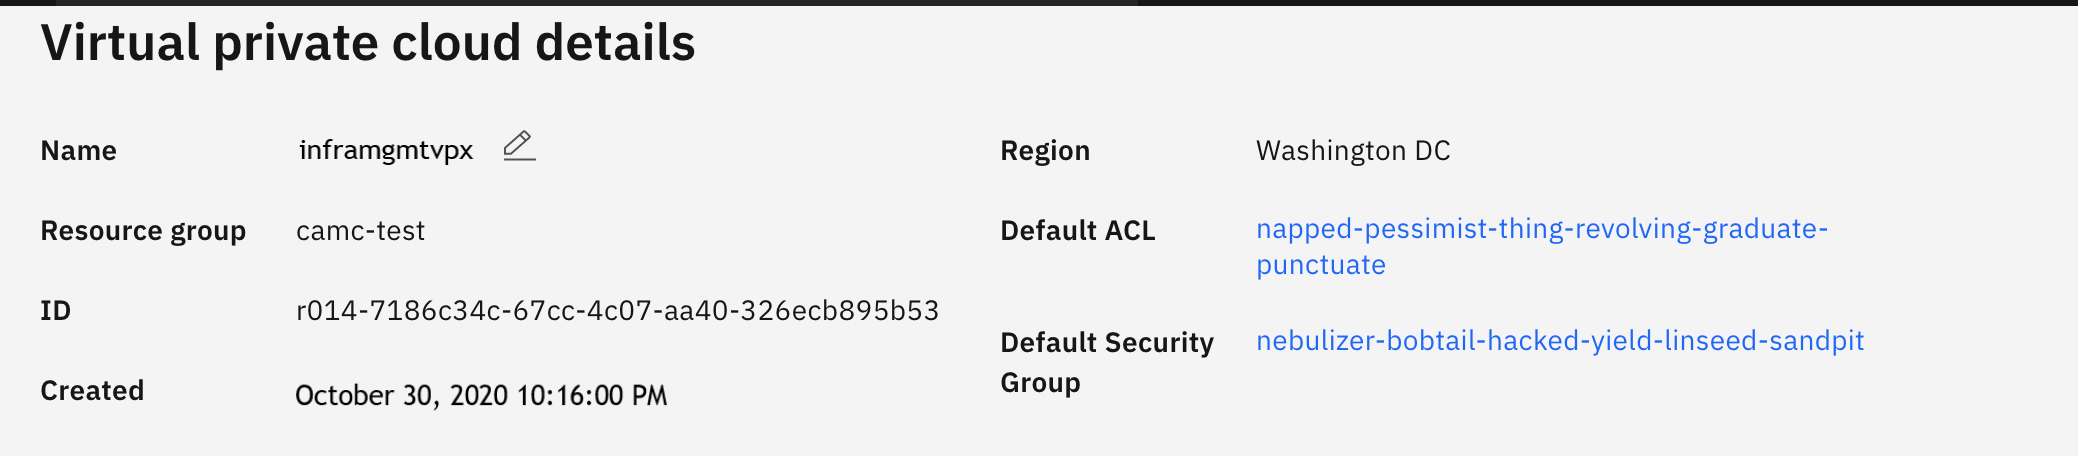 Virtual private cloud details
Name
inframgmtvpx
Resource group
camc-test
ID
r014-7186c34c-67cc-4c07-aa40-326ecb895b53
Created
October 30, 2020 10:16:00 PM
Region
Washington DC
Default ACL
napped-pessimist-thing-revolving-graduate-
punctuate
Default Security
Group
nebulizer-bobtail-hacked-yield-linseed-sandpit